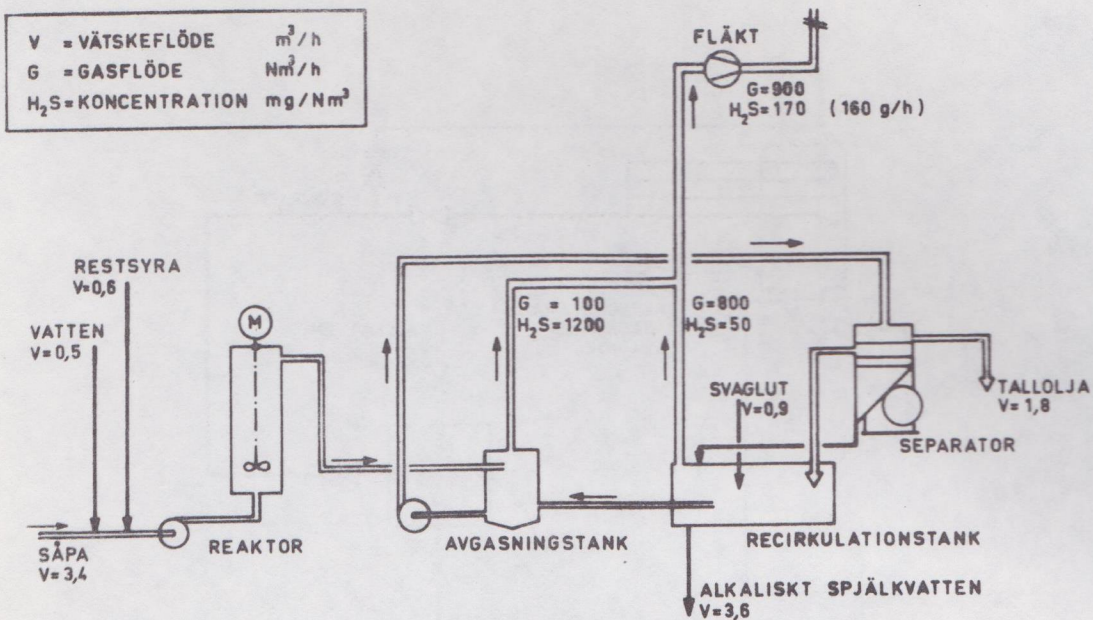 V = VÄTSKEFLÖDE m³/h
G = GASFLÖDE Nm³/h
H₂S = KONCENTRATION mg/Nm³
FLÄKT
G=900
H₂S=170 (160 g/h)
RESTSYRA
V=0,6
VATTEN
V=0,5
M
G = 100
H₂S=1200
G=800
H₂S=50
SVAGLUT
V=0,9
TALLOLJA
V=1,8
SEPARATOR
SÅPA
V=3,4
REAKTOR
AVGASNINGSTANK
RECIRKULATIONSTANK
ALKALISKT SPJÄLKVATTEN
V=3,6